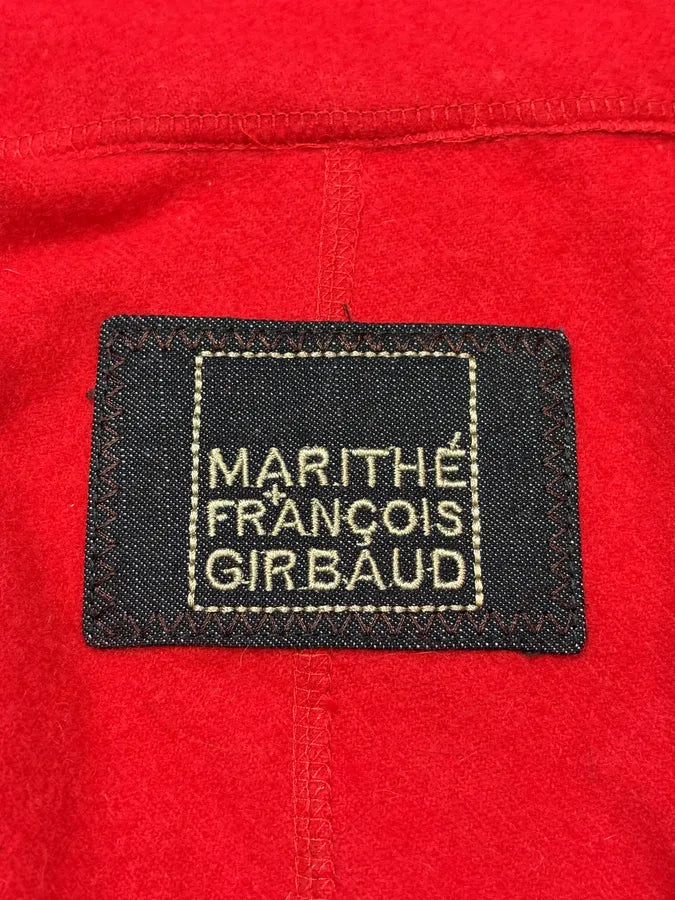 MARITHÉ
+
FRANÇOIS
GIRBAUD